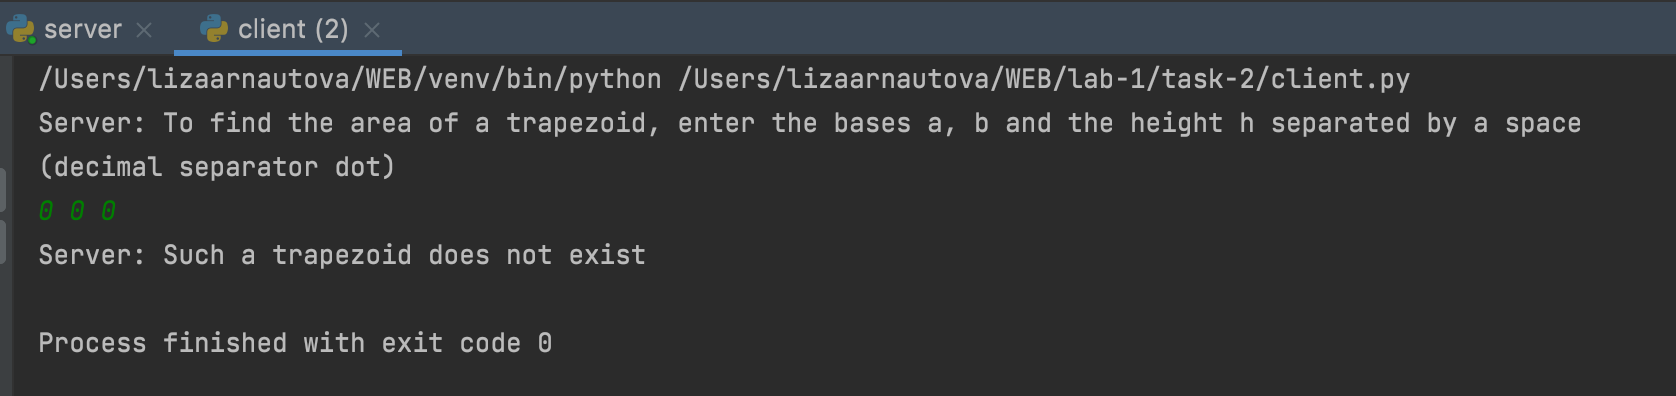 server
client (2)
/Users/lizaarnautova/WEB/venv/bin/python /Users/lizaarnautova/WEB/lab-1/task-2/client.py
Server: To find the area of a trapezoid, enter the bases a, b and the height h separated by a space
(decimal separator dot)
0 0 0
Server: Such a trapezoid does not exist
Process finished with exit code 0